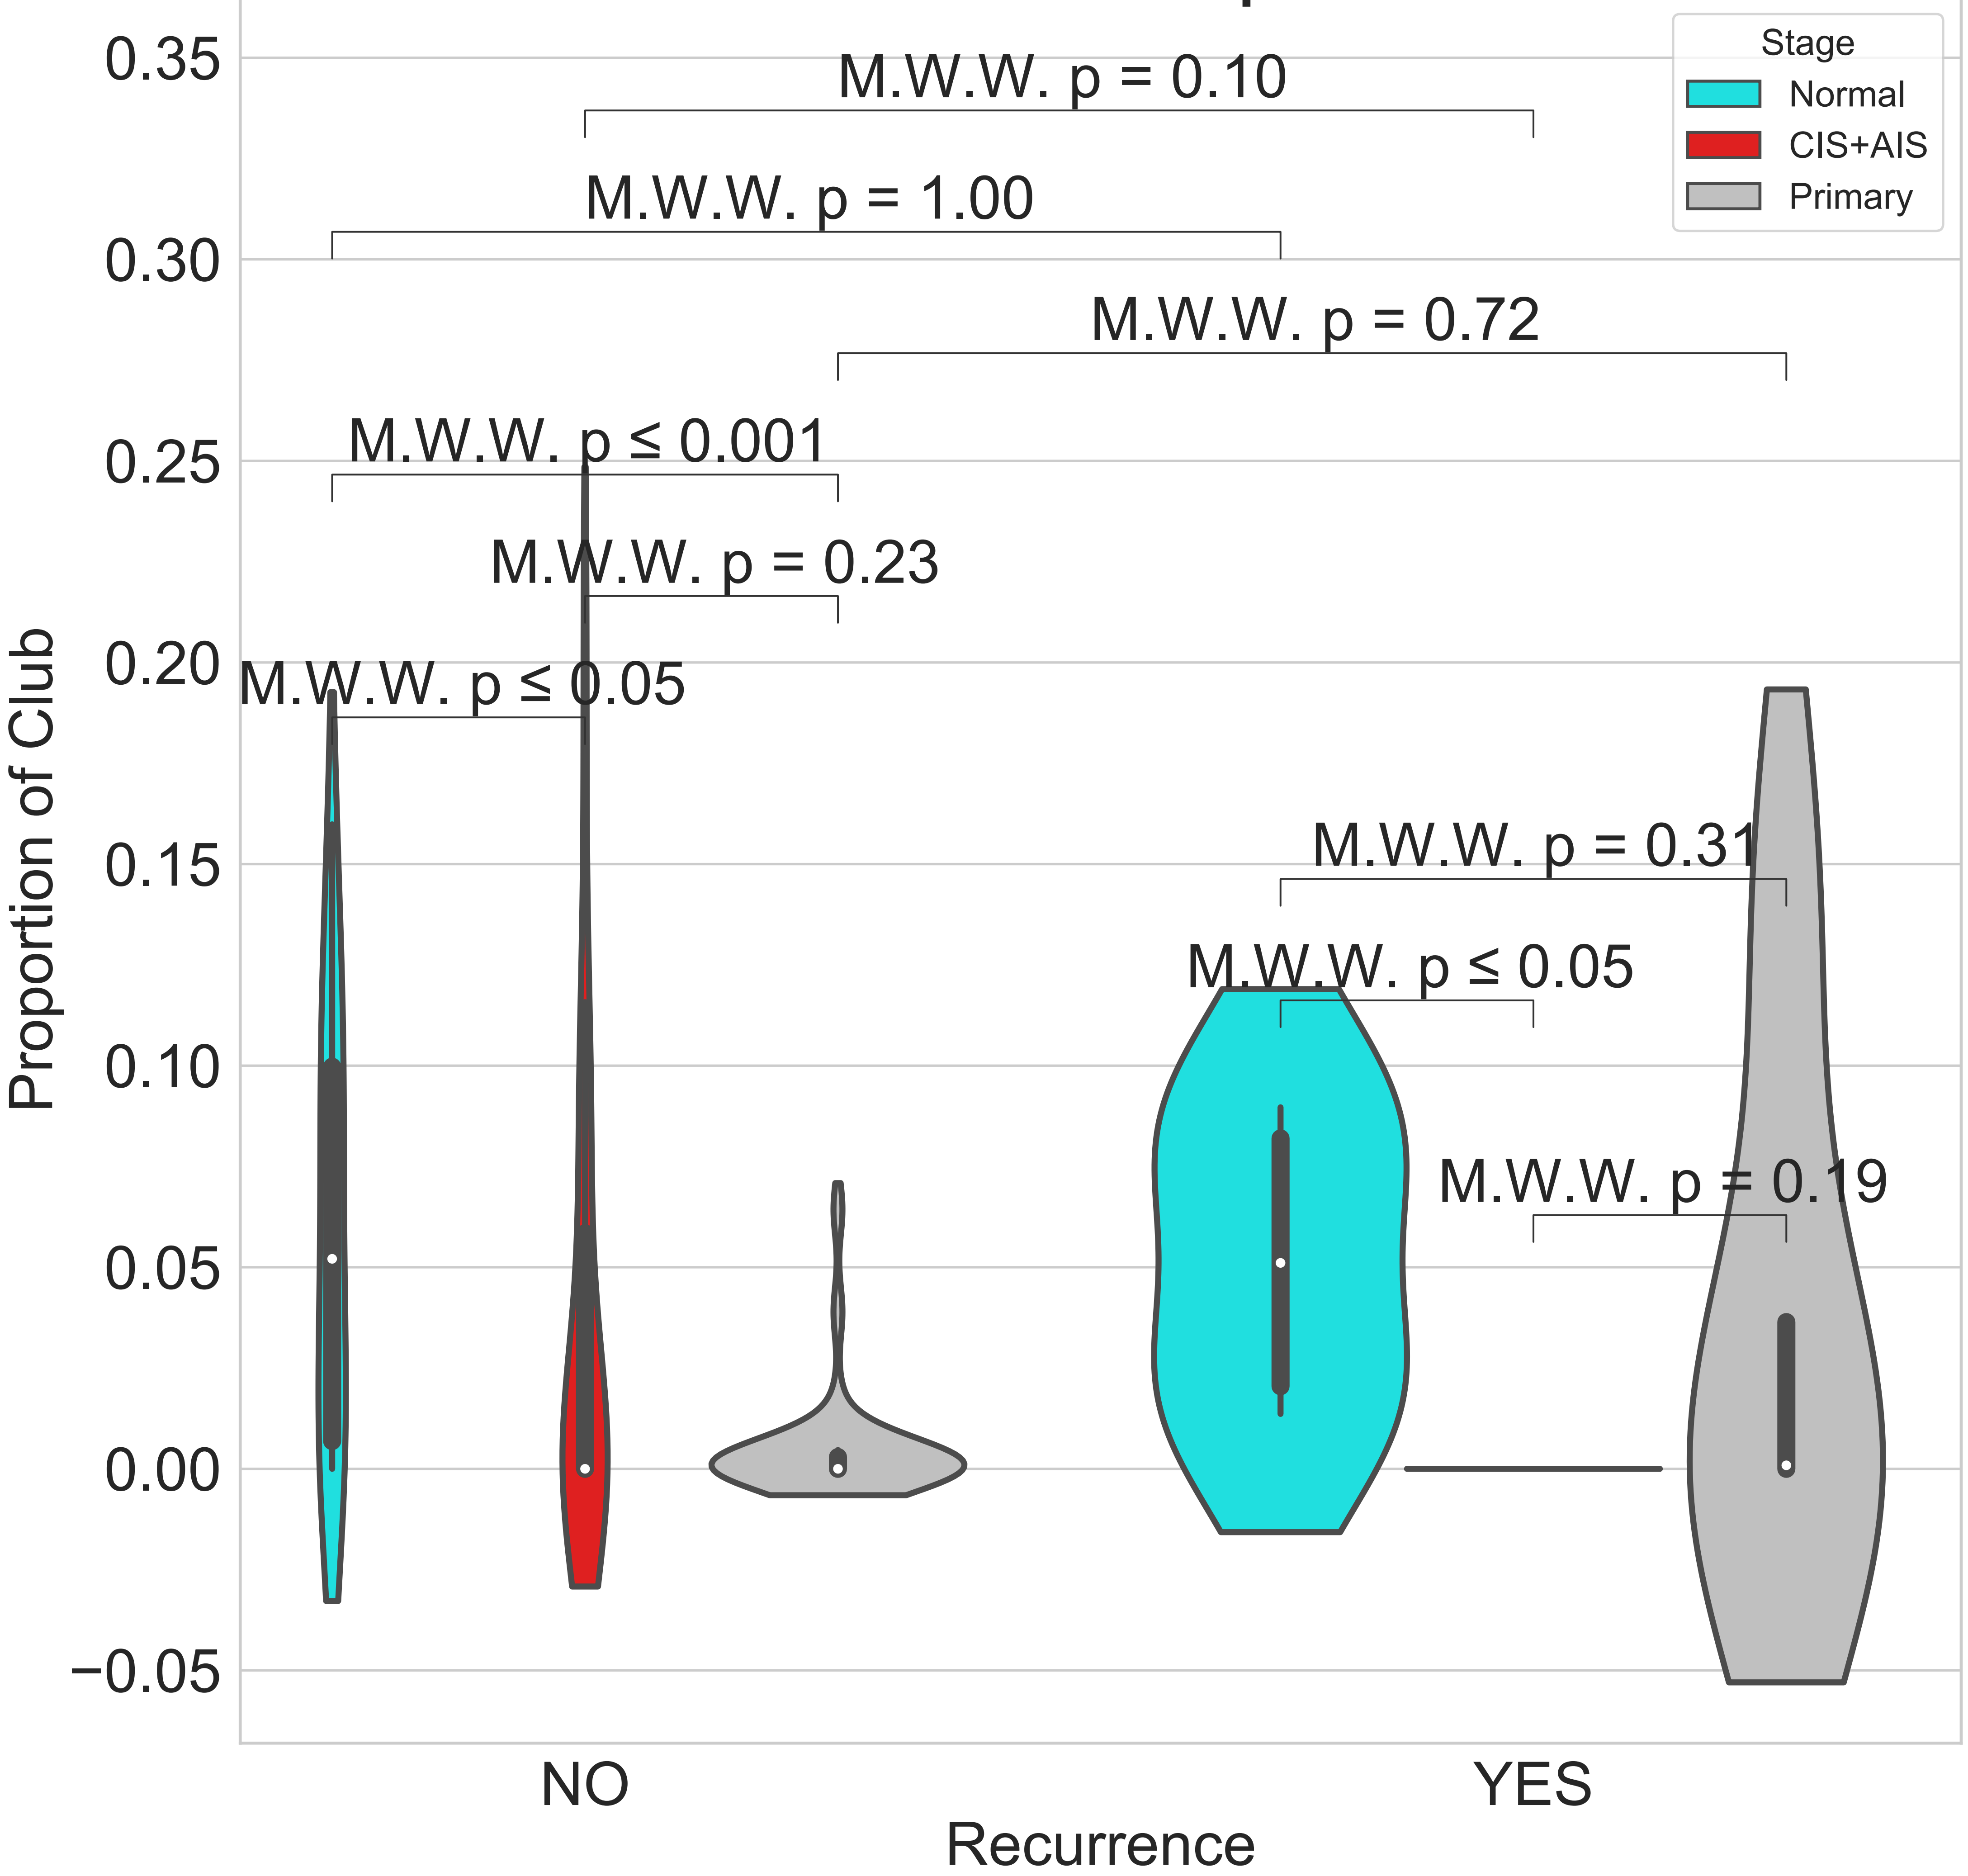 Stage
Normal
CIS+AIS
Primary
M.W.W. p = 0.10
M.W.W. p = 1.00
M.W.W. p = 0.72
M.W.W. p ≤ 0.001
M.W.W. p = 0.23
M.W.W. p ≤ 0.05
M.W.W. p = 0.31
M.W.W. p ≤ 0.05
M.W.W. p = 0.19
0.35
0.30
0.25
0.20
0.15
0.10
0.05
0.00
−0.05
Proportion of Club
NO
YES
Recurrence